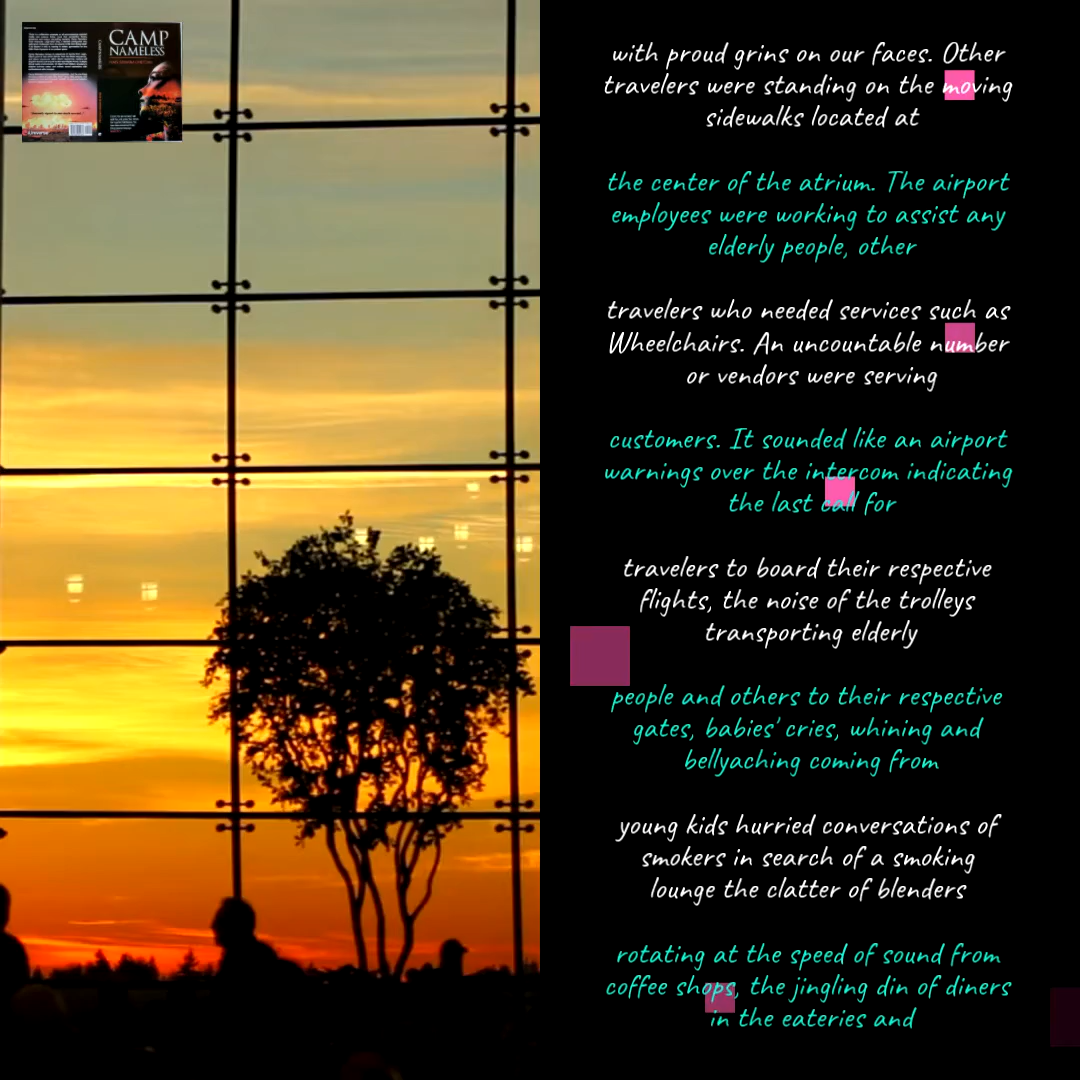 CAMP
NAMELESS
with proud grins on our faces. Other
travelers were standing on the moving
sidewalks located at
the center of the atrium. The airport
employees were working to assist any
elderly people, other
travelers who needed services such as
Wheelchairs. An uncountable number
or vendors were serving
customers. It sounded like an airport
warnings over the intercom indicating
the last call for
travelers to board their respective
flights, the noise of the trolleys
transporting elderly
people and others to their respective
gates, babies' cries, whining and
bellyaching coming from
young kids hurried conversations of
smokers in search of a smoking
lounge the clatter of blenders
rotating at the speed of sound from
coffee shops, the jingling din of diners
in the eateries and